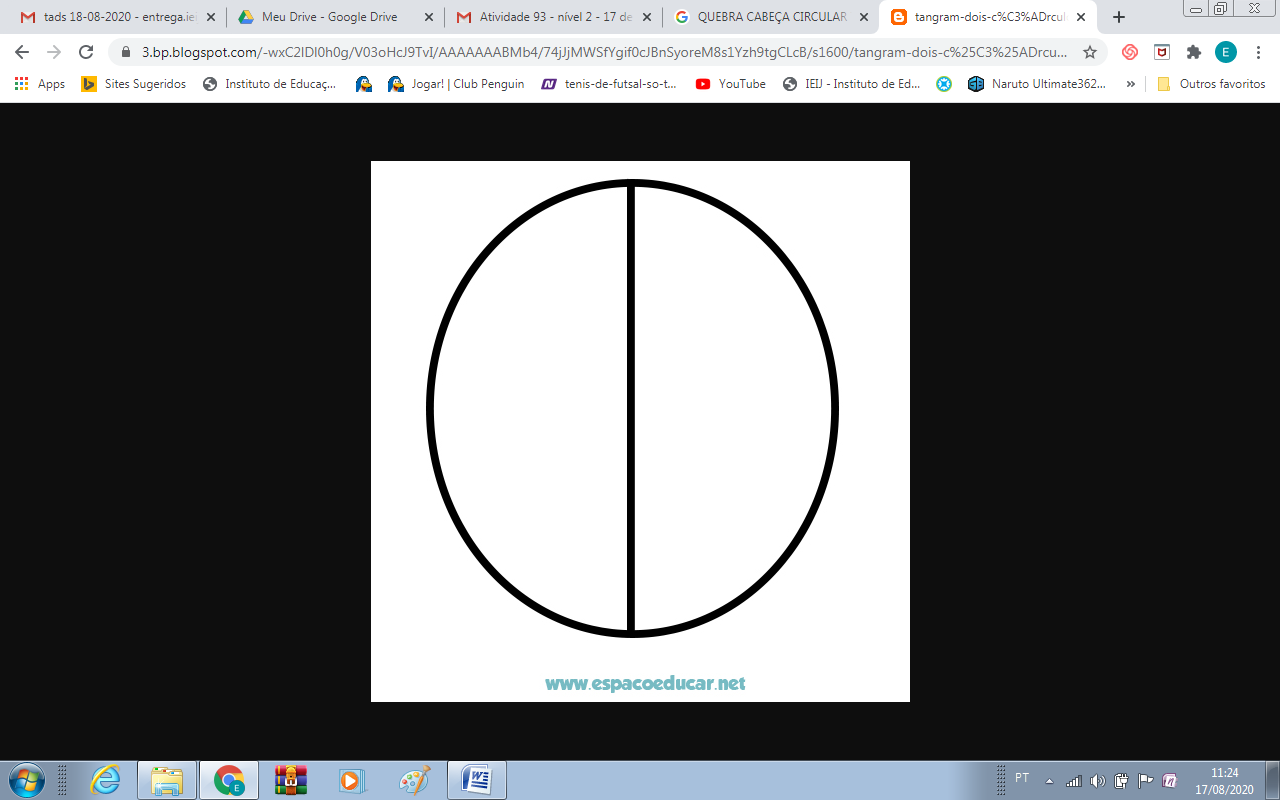 tads 18-08-2020 - entrega.iei
Meu Drive - Google Drive
Atividade 93 - nível 2 - 17 de
QUEBRA CABEÇA CIRCULAR
tangram-dois-c%C3%ADrcul
3.bp.blogspot.com/-wxC2lDl0h0g/V03oHcJ9TvI/AAAAAAABMb4/74jJjMWSfYgif0cJBnSyoreM8s1Yzh9tgCLcB/s1600/tangram-dois-c%25C3%25ADrcu...
E
Apps
Sites Sugeridos
Instituto de Educaç...
Jogar! | Club Penguin
tenis-de-futsal-so-t...
YouTube
IEIJ - Instituto de Ed...
Naruto Ultimate362...
»
Outros favoritos
www.espacoeducar.net
PT
11:24
17/08/2020